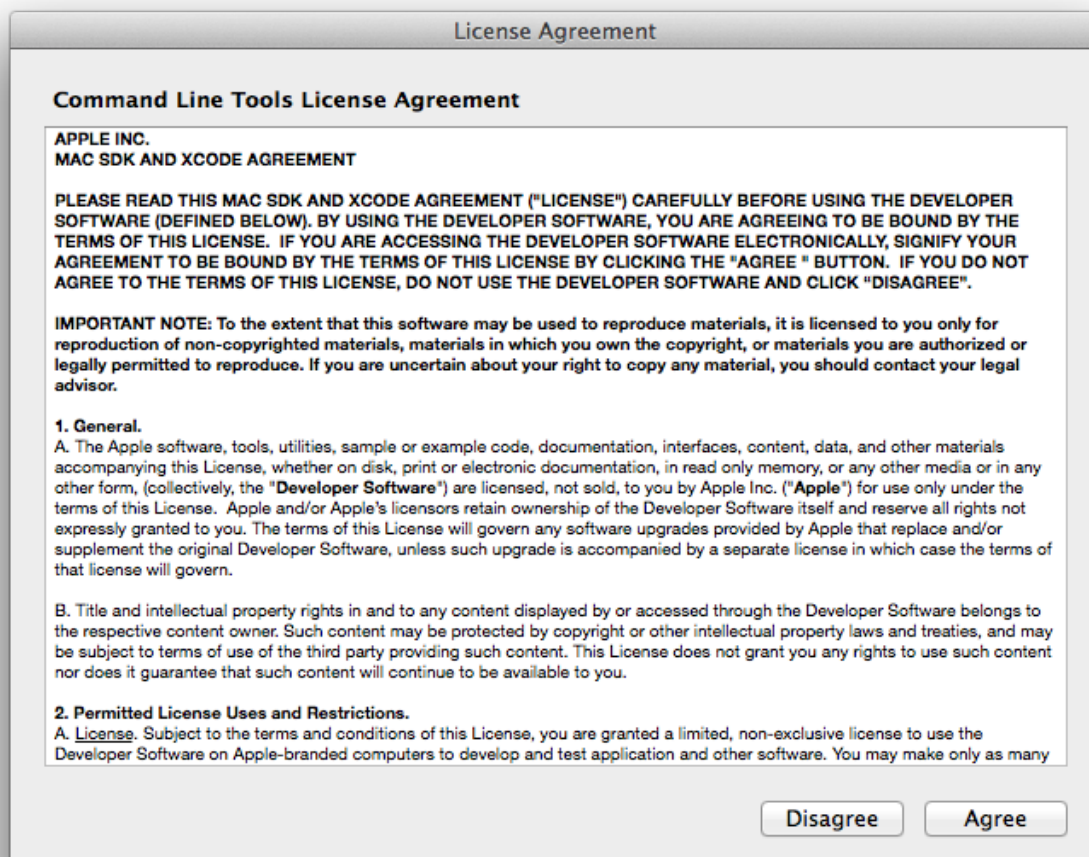 License Agreement
Command Line Tools License Agreement
APPLE INC.
MAC SDK AND XCODE AGREEMENT
PLEASE READ THIS MAC SDK AND XCODE AGREEMENT ("LICENSE") CAREFULLY BEFORE USING THE DEVELOPER
SOFTWARE (DEFINED BELOW). BY USING THE DEVELOPER SOFTWARE, YOU ARE AGREEING TO BE BOUND BY THE
TERMS OF THIS LICENSE.  IF YOU ARE ACCESSING THE DEVELOPER SOFTWARE ELECTRONICALLY, SIGNIFY YOUR
AGREEMENT TO BE BOUND BY THE TERMS OF THIS LICENSE BY CLICKING THE "AGREE " BUTTON.  IF YOU DO NOT
AGREE TO THE TERMS OF THIS LICENSE, DO NOT USE THE DEVELOPER SOFTWARE AND CLICK “DISAGREE”.
IMPORTANT NOTE: To the extent that this software may be used to reproduce materials, it is licensed to you only for
reproduction of non-copyrighted materials, materials in which you own the copyright, or materials you are authorized or
legally permitted to reproduce. If you are uncertain about your right to copy any material, you should contact your legal
advisor.
1. General.
A. The Apple software, tools, utilities, sample or example code, documentation, interfaces, content, data, and other materials
accompanying this License, whether on disk, print or electronic documentation, in read only memory, or any other media or in any
other form, (collectively, the "Developer Software") are licensed, not sold, to you by Apple Inc. ("Apple") for use only under the
terms of this License.  Apple and/or Apple’s licensors retain ownership of the Developer Software itself and reserve all rights not
expressly granted to you. The terms of this License will govern any software upgrades provided by Apple that replace and/or
supplement the original Developer Software, unless such upgrade is accompanied by a separate license in which case the terms of
that license will govern.
B. Title and intellectual property rights in and to any content displayed by or accessed through the Developer Software belongs to
the respective content owner. Such content may be protected by copyright or other intellectual property laws and treaties, and may
be subject to terms of use of the third party providing such content. This License does not grant you any rights to use such content
nor does it guarantee that such content will continue to be available to you.
2. Permitted License Uses and Restrictions.
A. License. Subject to the terms and conditions of this License, you are granted a limited, non-exclusive license to use the
Developer Software on Apple-branded computers to develop and test application and other software. You may make only as many
Disagree
Agree